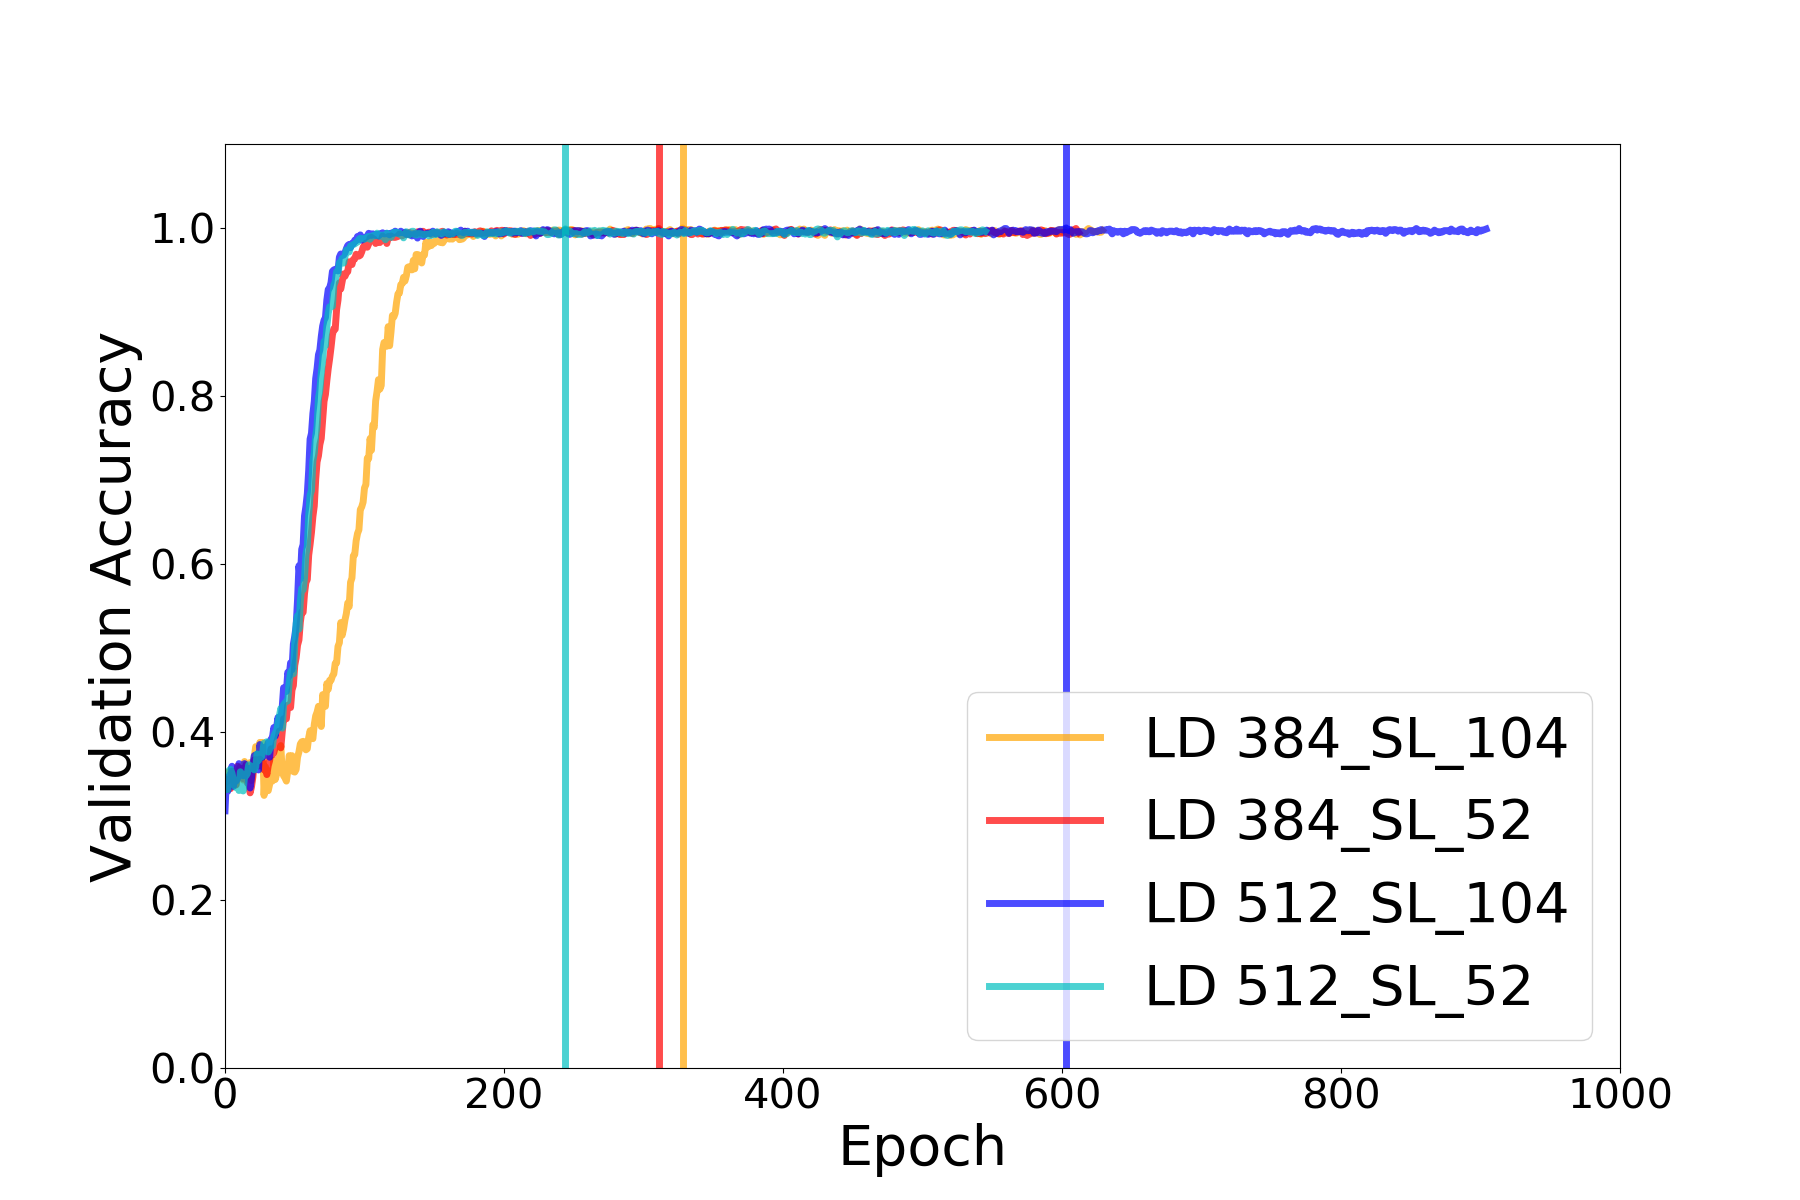 Validation Accuracy
1.0
0.8
0.6
0.4
0.2
0.0
0 200 400 600 800 1000
Epoch
LD 384_SL_104
LD 384_SL_52
LD 512_SL_104
LD 512_SL_52